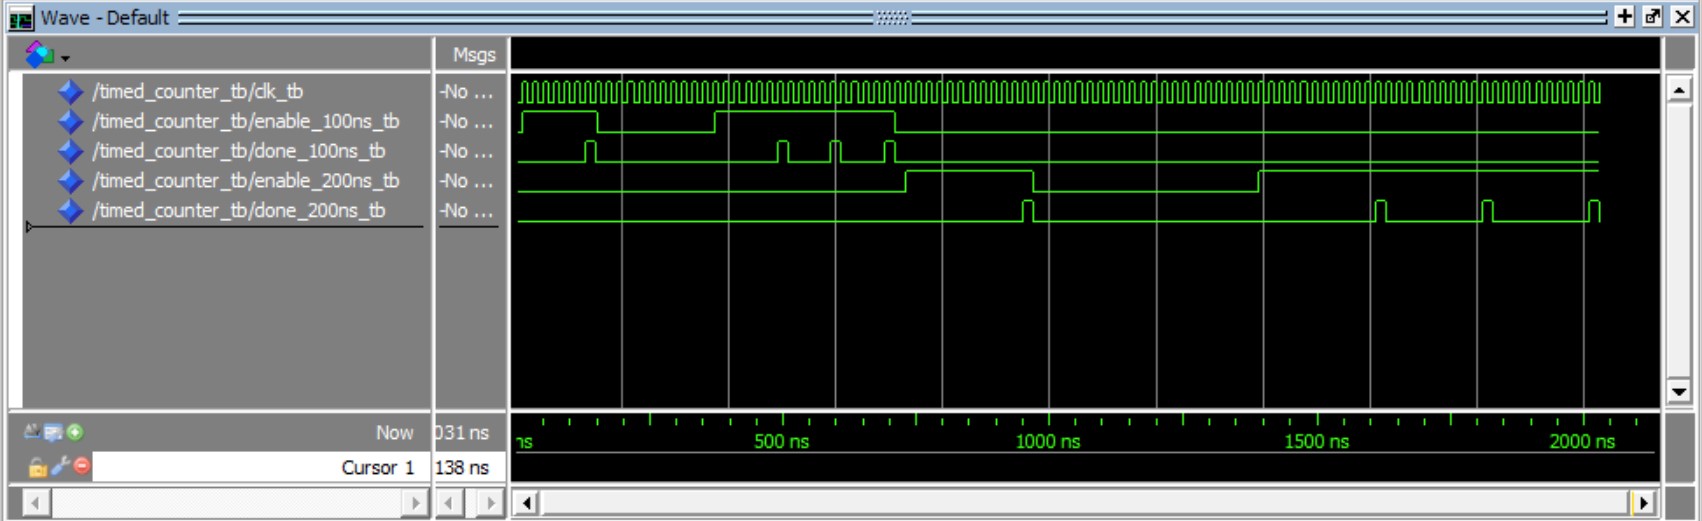 Wave - Default
Msgs
/timed_counter_tb/clk_tb -No ...
/timed_counter_tb/enable_100ns_tb -No ...
/timed_counter_tb/done_100ns_tb -No ...
/timed_counter_tb/enable_200ns_tb -No ...
/timed_counter_tb/done_200ns_tb -No ...
Now 031 ns ns 500 ns 1000 ns 1500 ns 2000 ns
Cursor 1 138 ns